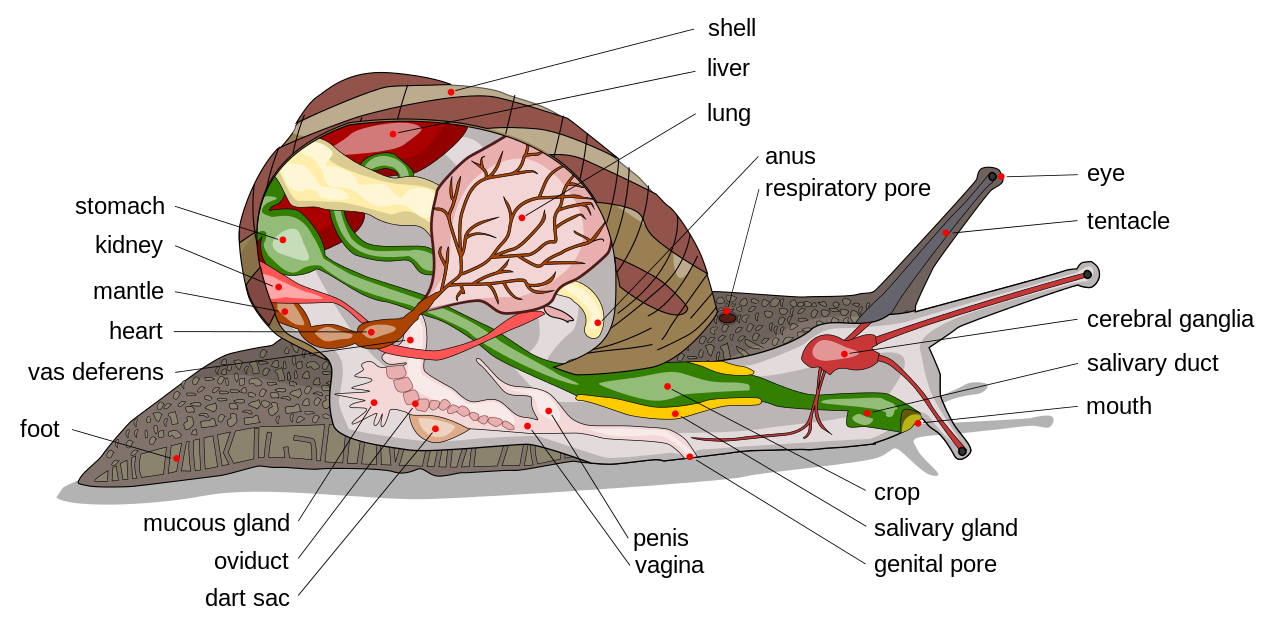 shell
liver
lung
anus
respiratory pore
eye
tentacle
cerebral ganglia
salivary duct
mouth
stomach
kidney
mantle
heart
vas deferens
foot
mucous gland
oviduct
dart sac
penis
vagina
crop
salivary gland
genital pore